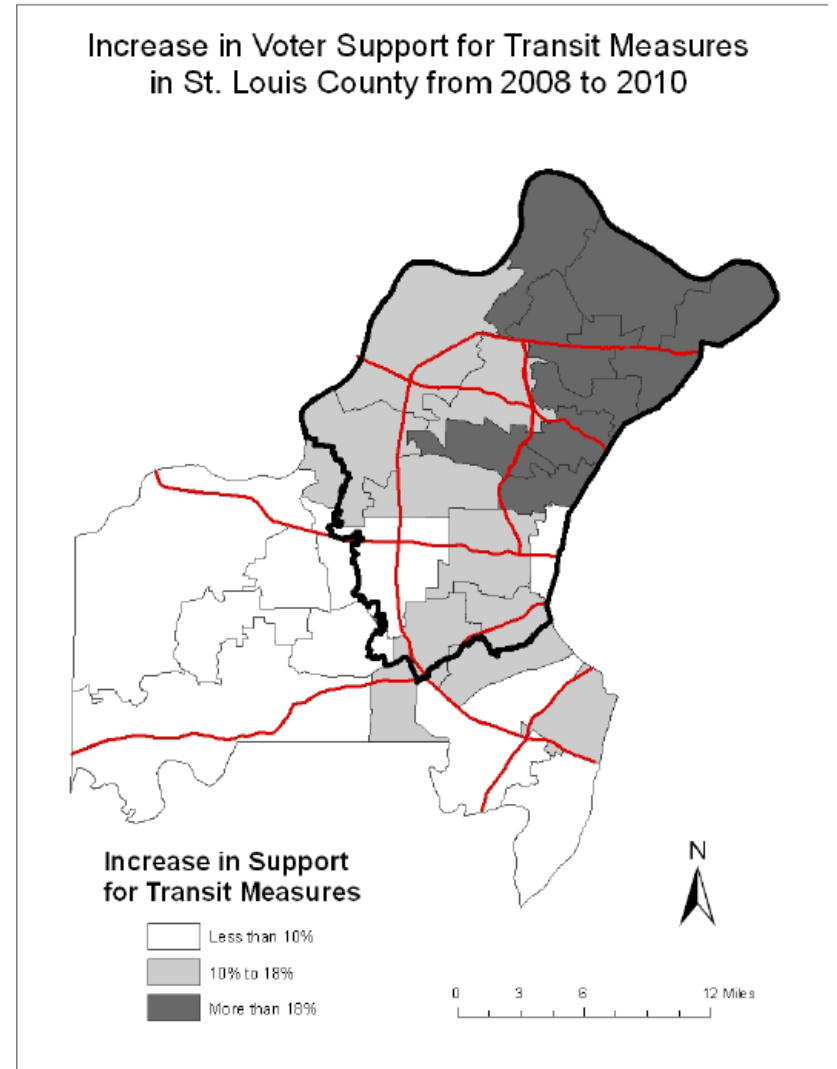 Increase in Voter Support for Transit Measures
in St. Louis County from 2008 to 2010
Increase in Support
for Transit Measures
Less than 10%
10% to 18%
More than 18%
N
0 3 6 12 Miles